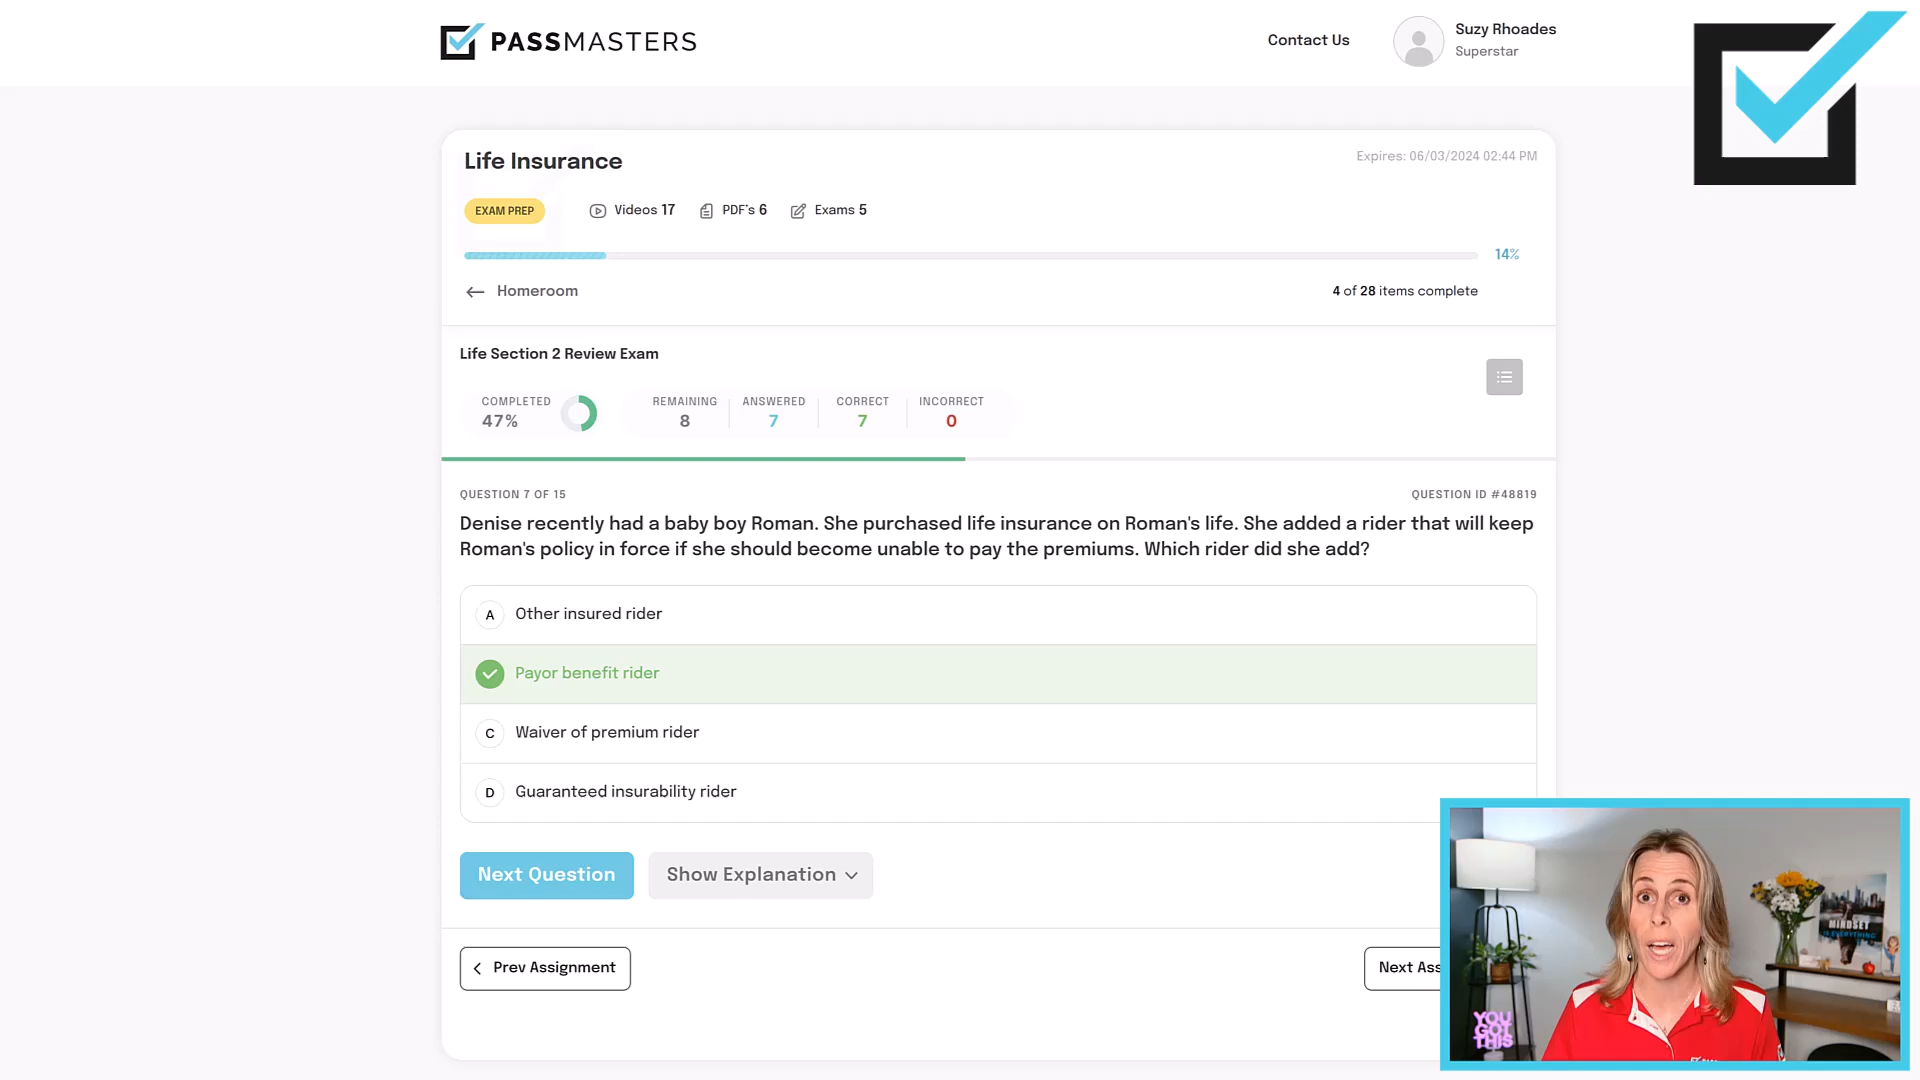 PASSMASTERS
Contact Us
Suzy Rhoades
Superstar
Life Insurance
Expires: 06/03/2024 02:44 PM
EXAM PREP
Videos 17
PDF's 6
Exams 5
14%
Homeroom
4 of 28 items complete
Life Section 2 Review Exam
COMPLETED
47%
REMAINING
8
ANSWERED
7
CORRECT
7
INCORRECT
0
QUESTION 7 OF 15
QUESTION ID #48819
Denise recently had a baby boy Roman. She purchased life insurance on Roman's life. She added a rider that will keep
Roman's policy in force if she should become unable to pay the premiums. Which rider did she add?
A Other insured rider
Payor benefit rider
C Waiver of premium rider
D Guaranteed insurability rider
Next Question
Show Explanation
Prev Assignment
Next Ass
MINDSET
IS EVERYTHING
YOU
GOT
THIS